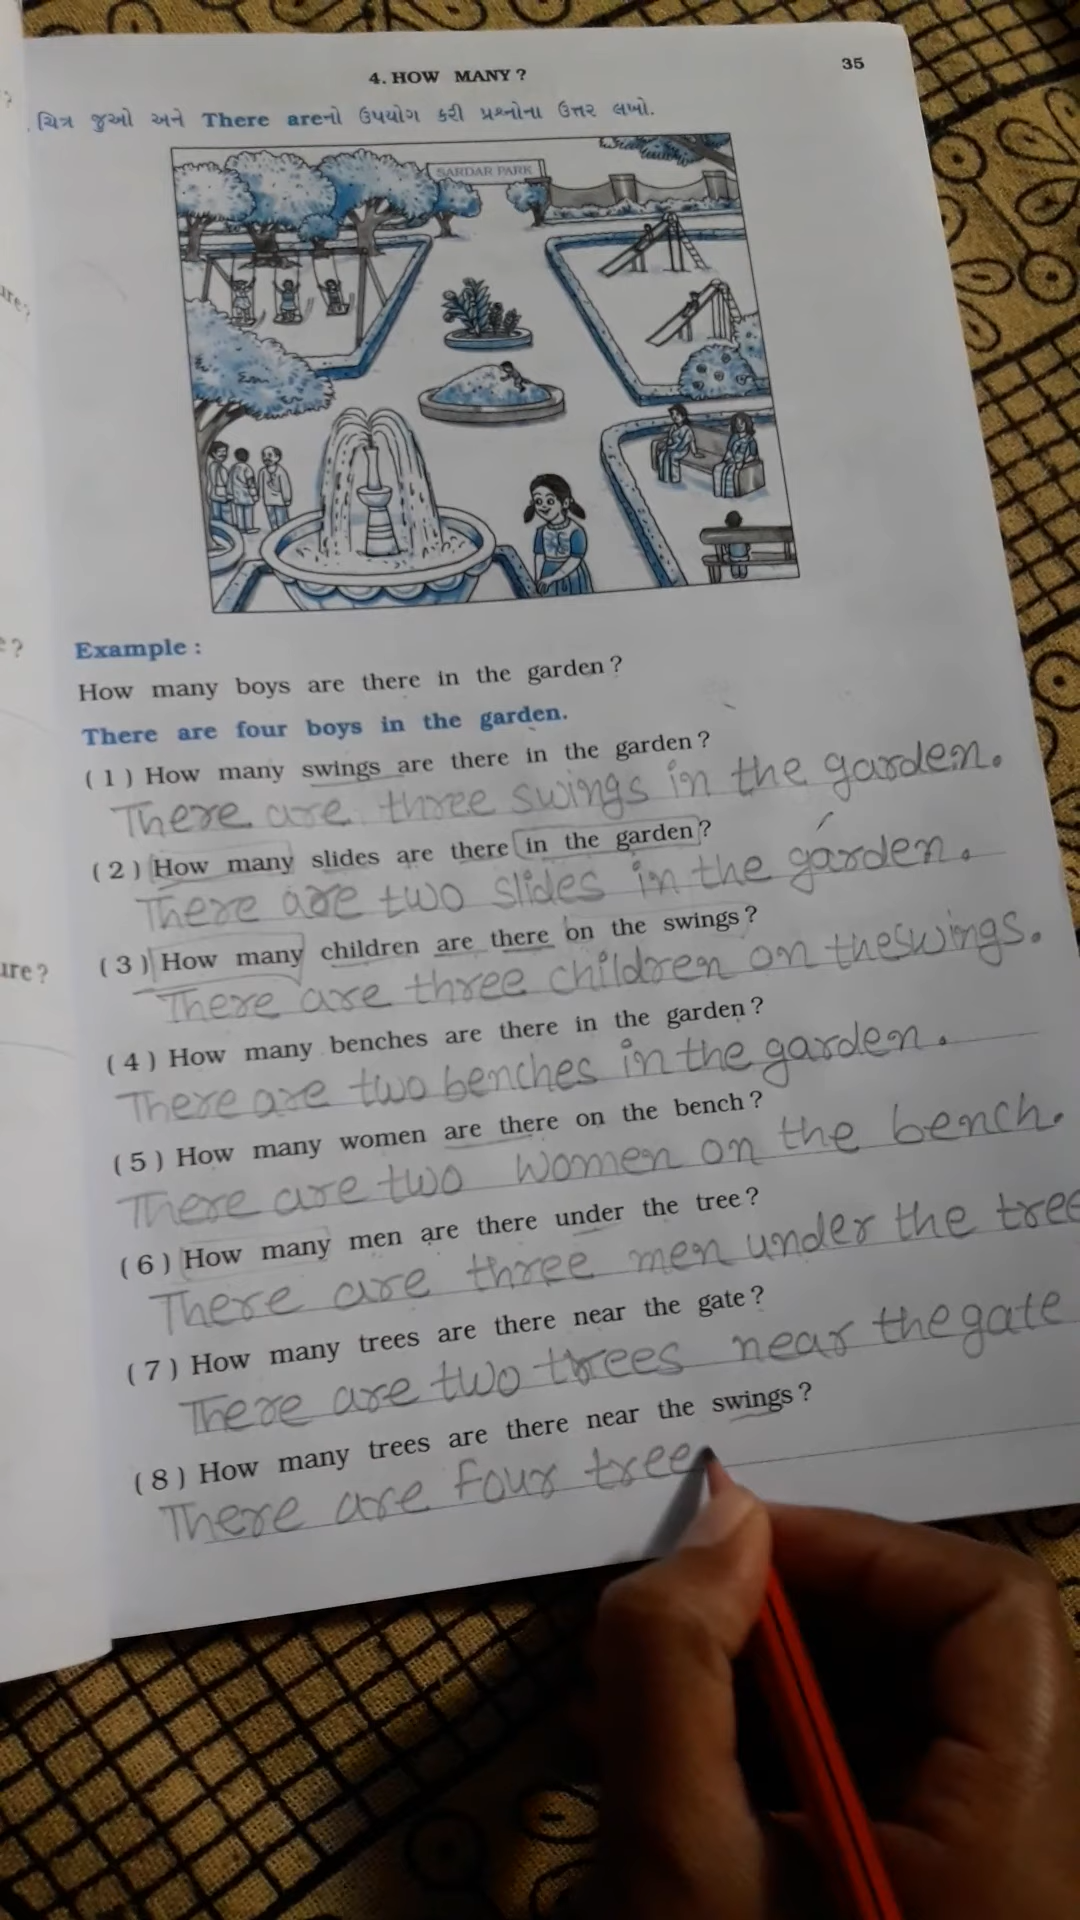 4. HOW MANY ?
35
ચિત્ર જુઓ અને There areનો ઉપયોગ કરી પ્રશ્નોના ઉત્તર લખો.
SARDAR PARK
Example :
How many boys are there in the garden ?
There are four boys in the garden.
( 1 ) How many swings are there in the garden ?
There are three swings in the garden.
( 2 ) How many slides are there in the garden ?
There are two slides in the garden.
( 3 ) How many children are there on the swings ?
There are three children on the swings.
( 4 ) How many benches are there in the garden ?
There are two benches in the garden.
( 5 ) How many women are there on the bench ?
There are two women on the bench.
( 6 ) How many men are there under the tree ?
There are three men under the tree
( 7 ) How many trees are there near the gate ?
There are two trees near the gate
( 8 ) How many trees are there near the swings ?
There are four tree